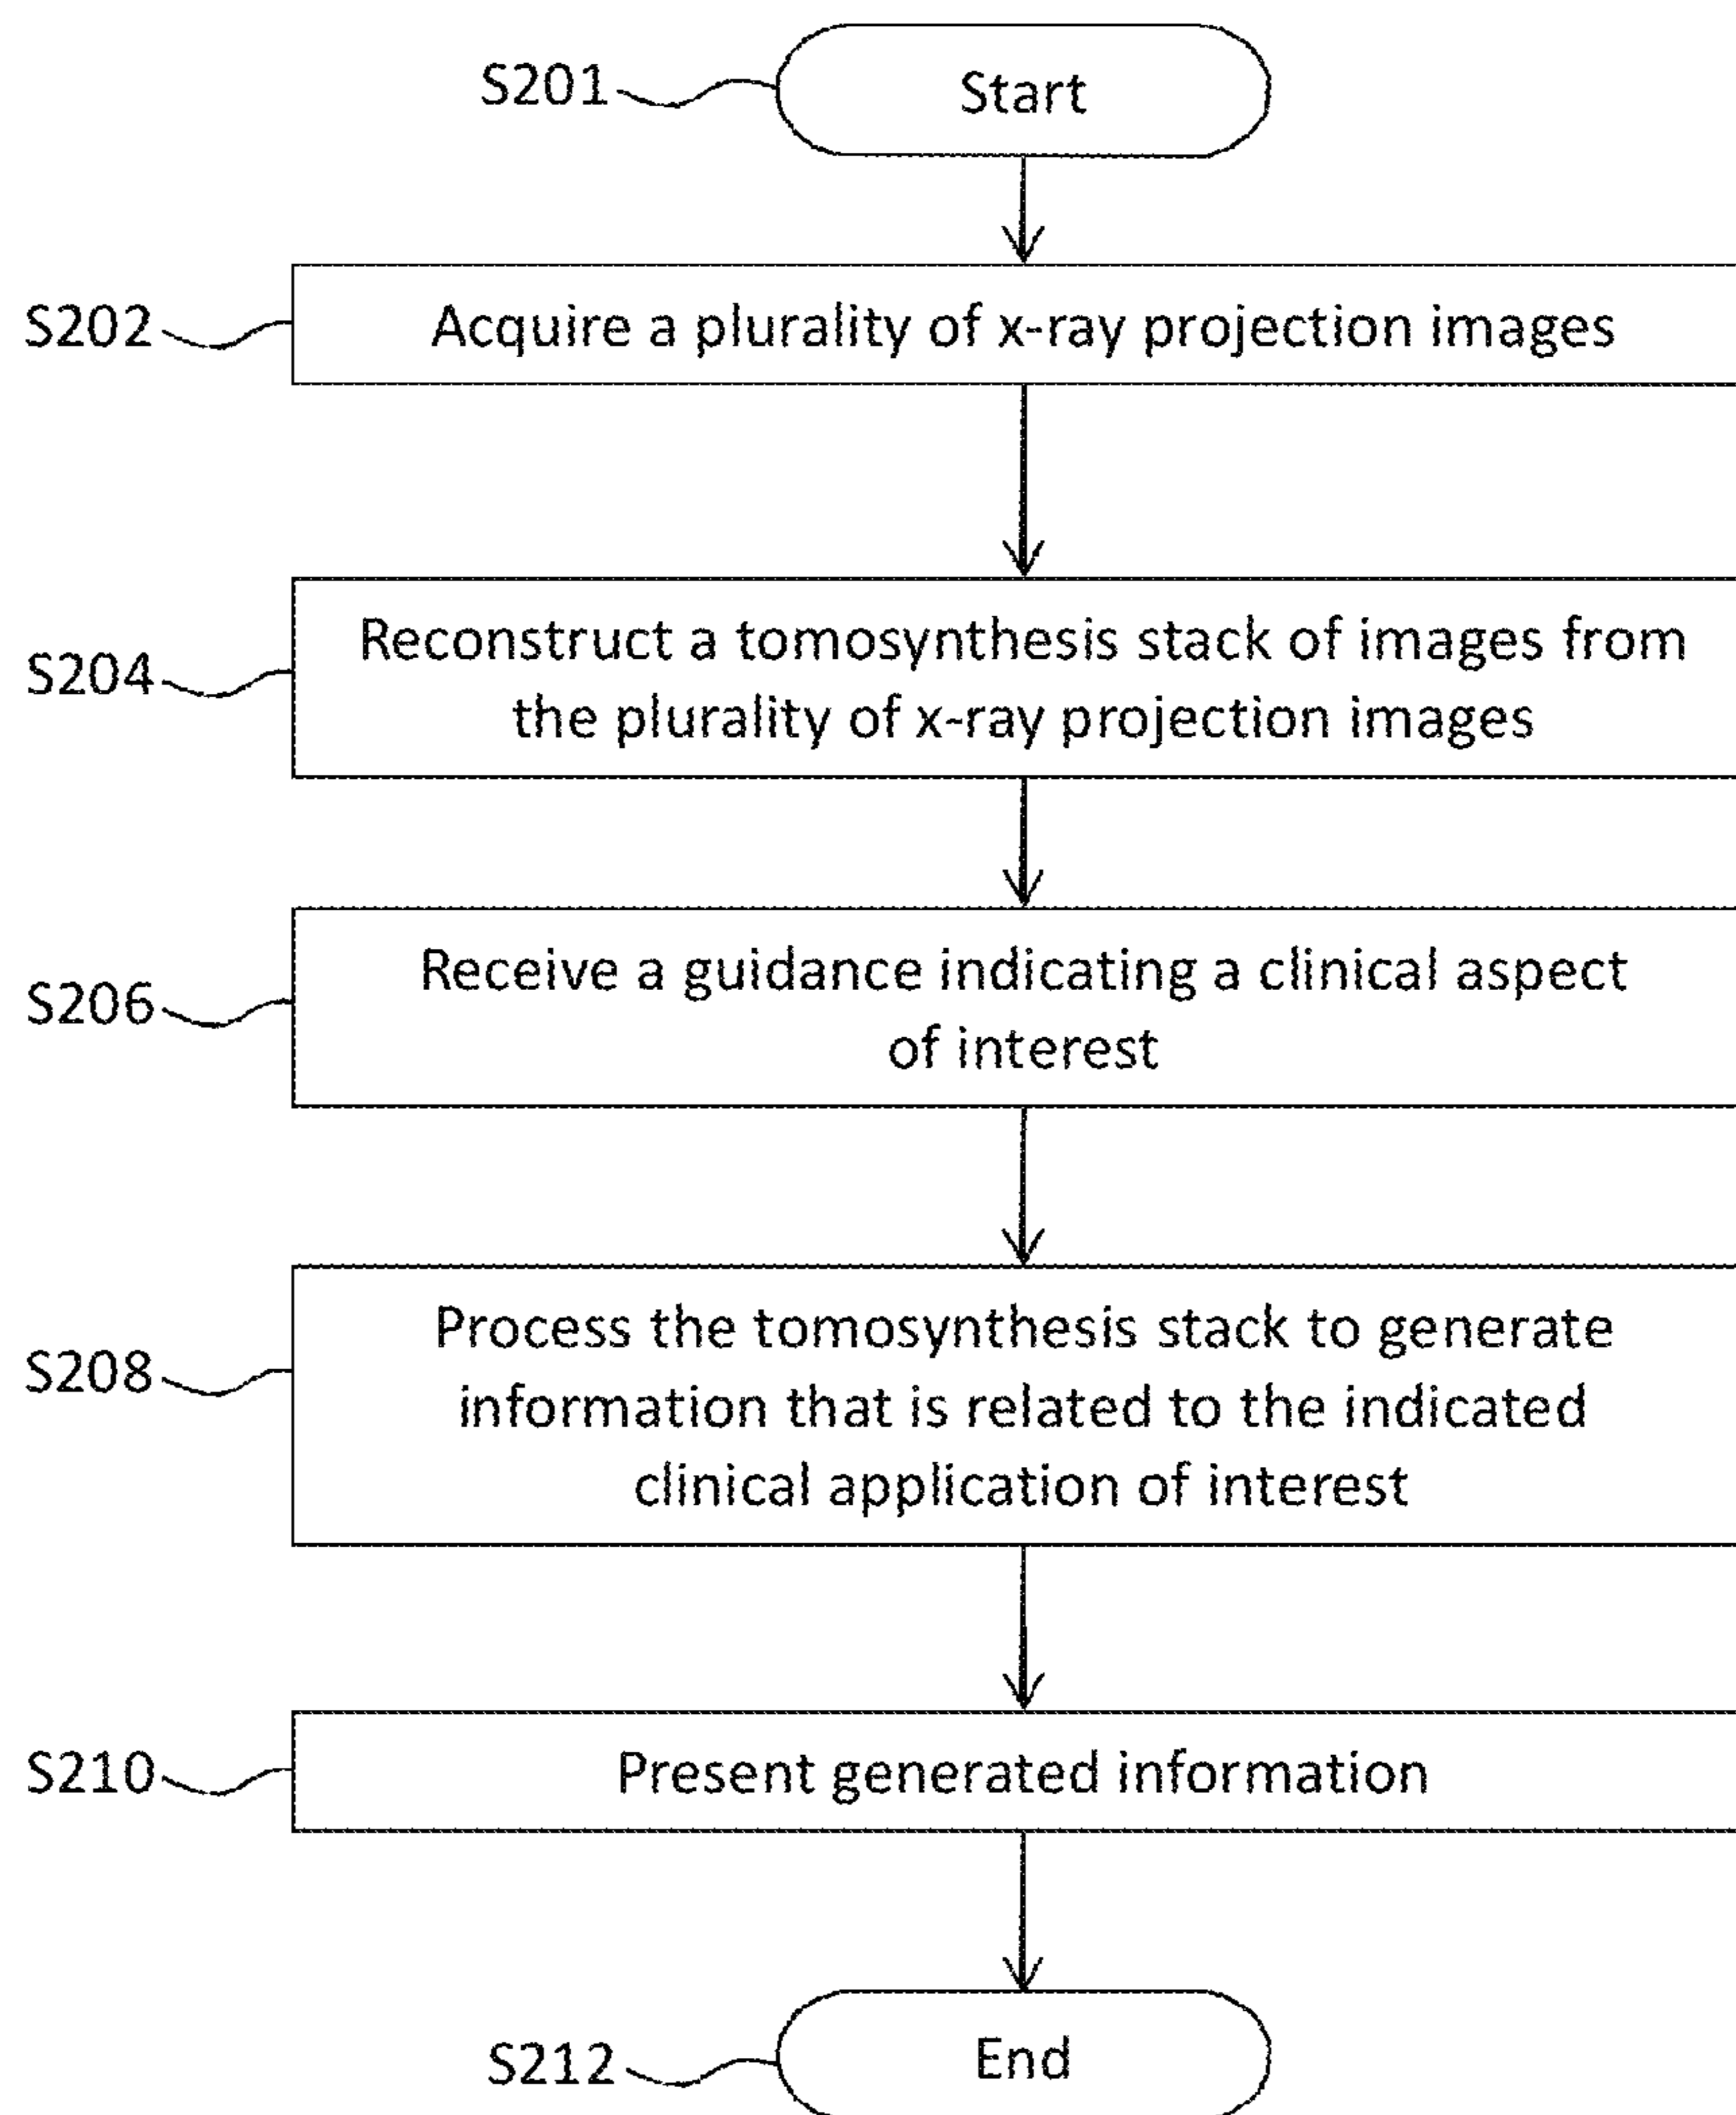 S201
Start
S202
Acquire a plurality of x-ray projection images
S204
Reconstruct a tomosynthesis stack of images from
the plurality of x-ray projection images
S206
Receive a guidance indicating a clinical aspect
of interest
S208
Process the tomosynthesis stack to generate
information that is related to the indicated
clinical application of interest
S210
Present generated information
S212
End